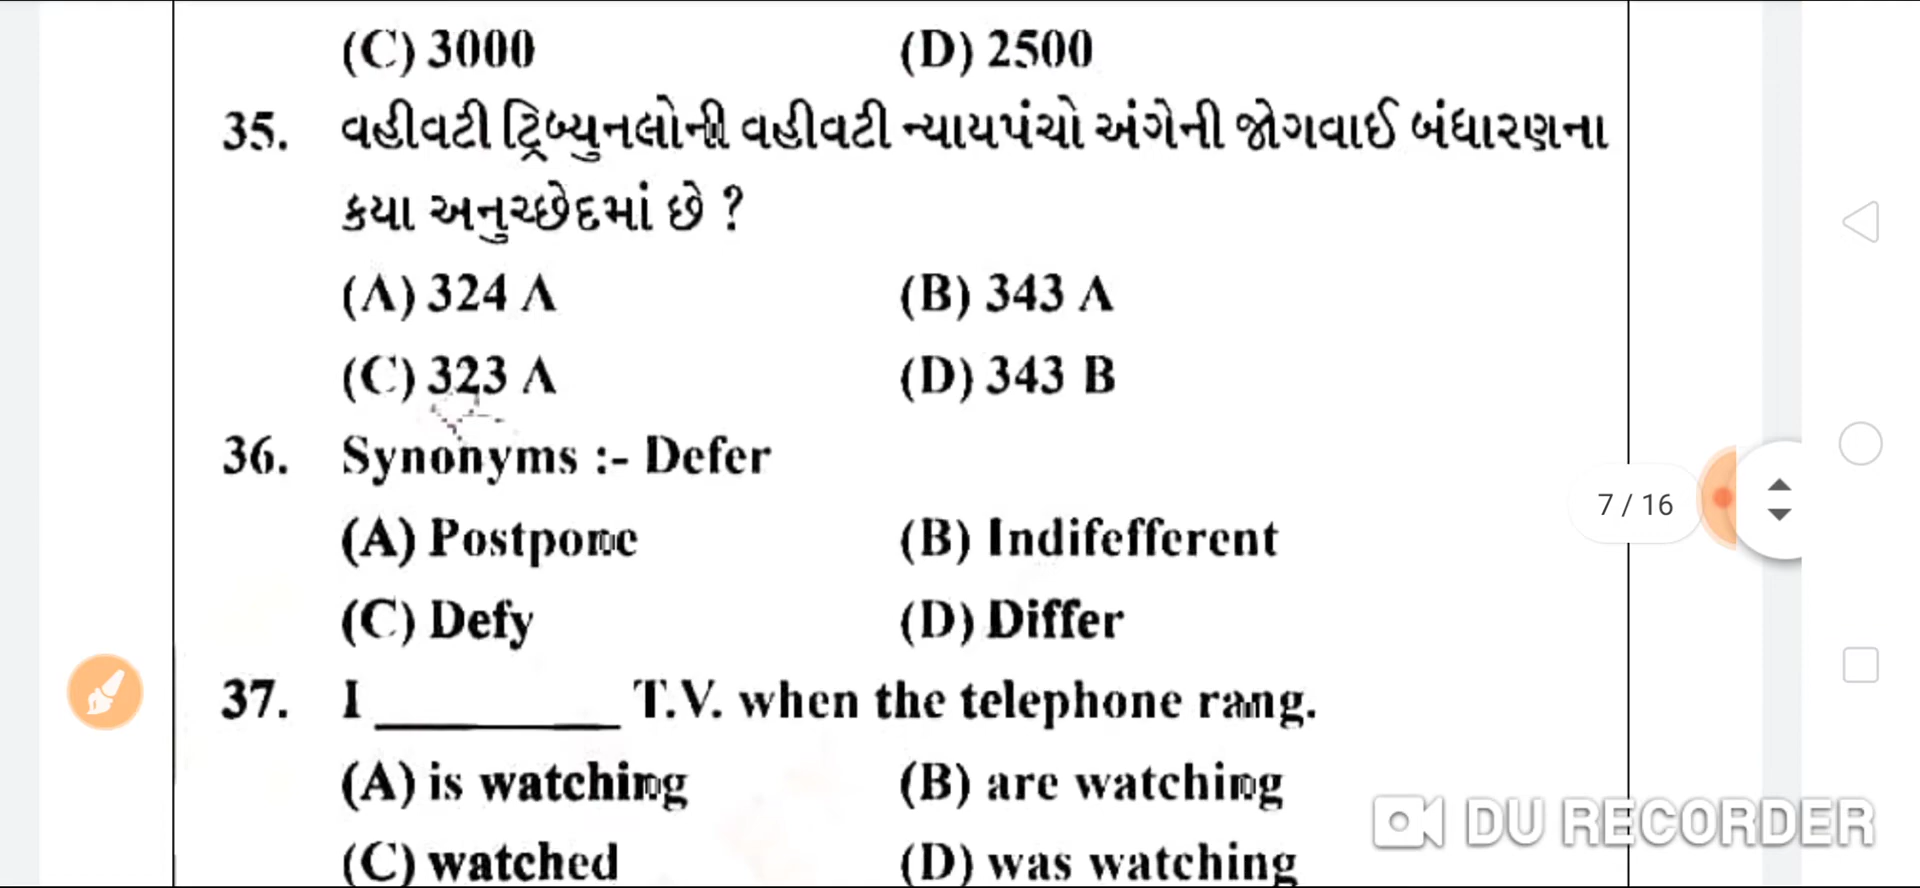 (C) 3000 (D) 2500
35. વહીવટી ટ્રિબ્યુનલોની વહીવટી ન્યાયપંચો અંગેની જોગવાઈ બંધારણના
કયા અનુચ્છેદમાં છે ?
(A) 324 A (B) 343 A
(C) 323 A (D) 343 B
36. Synonyms :- Defer
(A) Postpone (B) Indifefferent
(C) Defy (D) Differ
7 / 16
37. I ________ T.V. when the telephone rang.
(A) is watching (B) are watching
(C) watched (D) was watching
DU RECORDER